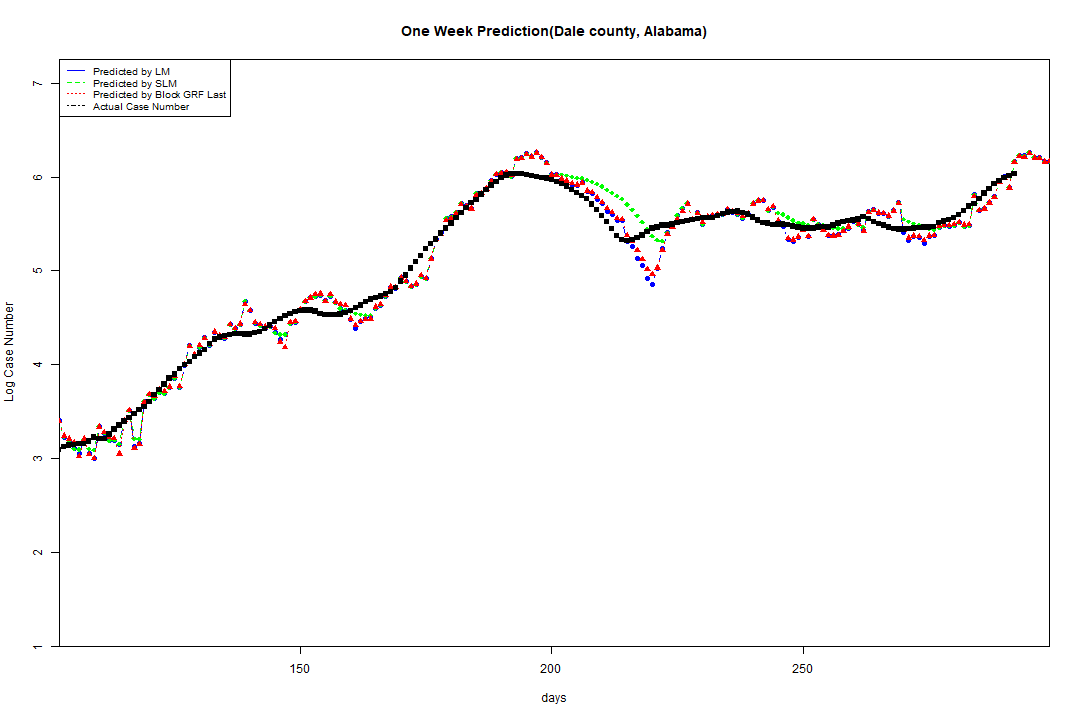 One Week Prediction(Dale county, Alabama)
Predicted by LM
Predicted by SLM
Predicted by Block GRF Last
Actual Case Number
7
6
5
4
3
2
1
Log Case Number
150 200 250
days